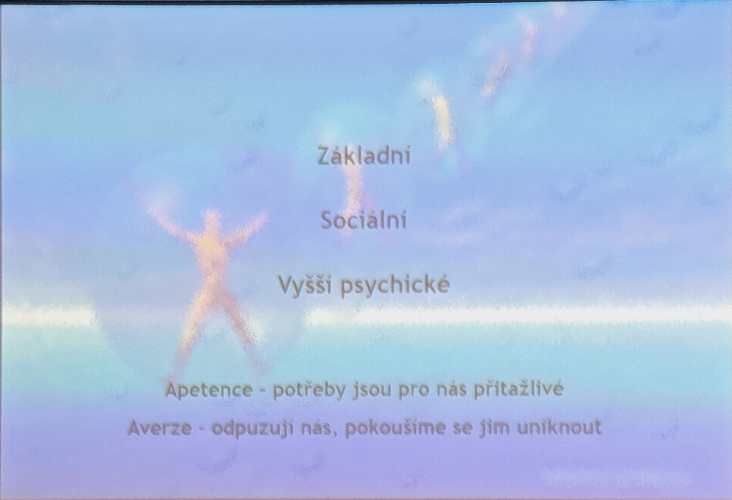 Základní
Sociální
Vyšší psychické
Apetence - potřeby jsou pro nás přitažlivé
Averze - odpuzují nás, pokoušíme se jim uniknout